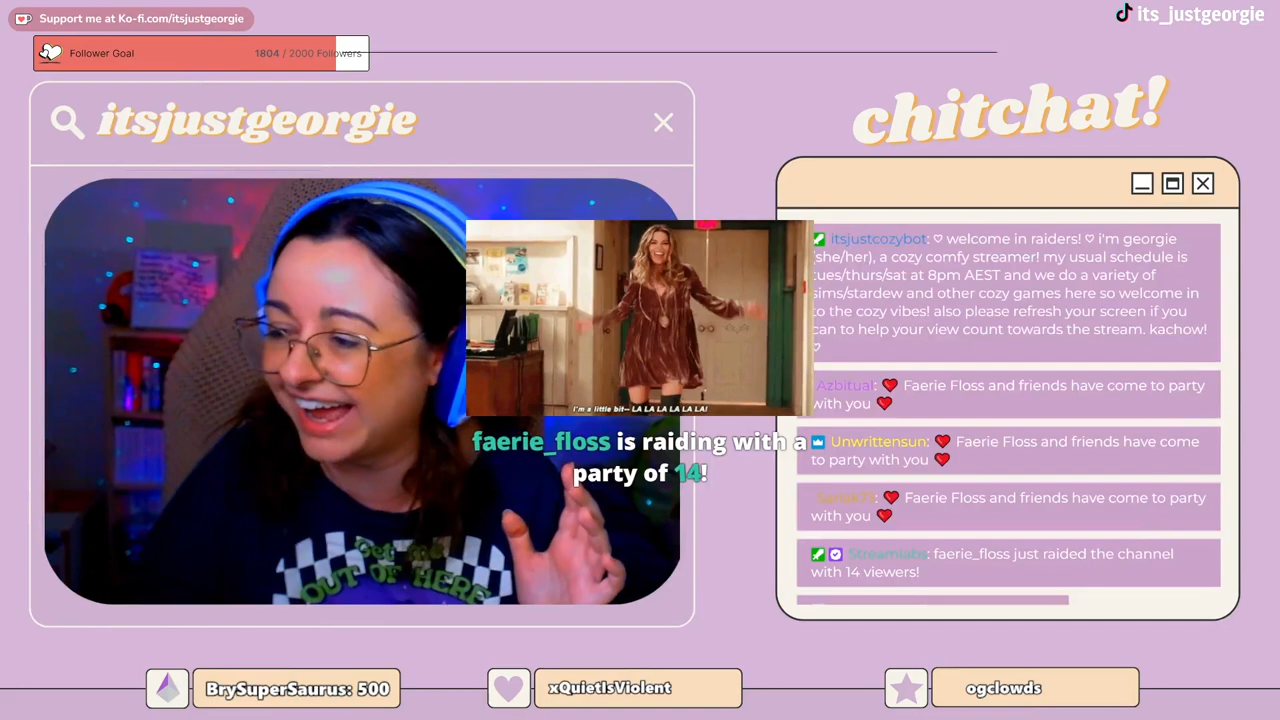 Support me at Ko-fi.com/itsjustgeorgie
its_justgeorgie
Follower Goal
1804 / 2000 Followers
itsjustgeorgie
chitchat!
itsjustcozybot: ♡ welcome in raiders! ♡ i'm georgie
(she/her), a cozy comfy streamer! my usual schedule is
tues/thurs/sat at 8pm AEST and we do a variety of
sims/stardew and other cozy games here so welcome in
to the cozy vibes! also please refresh your screen if you
can to help your view count towards the stream. kachow!
♡
Azbitual: ❤ Faerie Floss and friends have come to party
with you ❤
Unwrittensun: ❤ Faerie Floss and friends have come
to party with you ❤
❤ Faerie Floss and friends have come to party
with you ❤
Streamlabs: faerie_floss just raided the channel
with 14 viewers!
I'm a little bit— LA LA LA LA LA LA!
faerie_floss is raiding with a
party of 14!
Get me
OUT OF HERE
BrySuperSaurus: 500
xQuietIsViolent
ogclowds